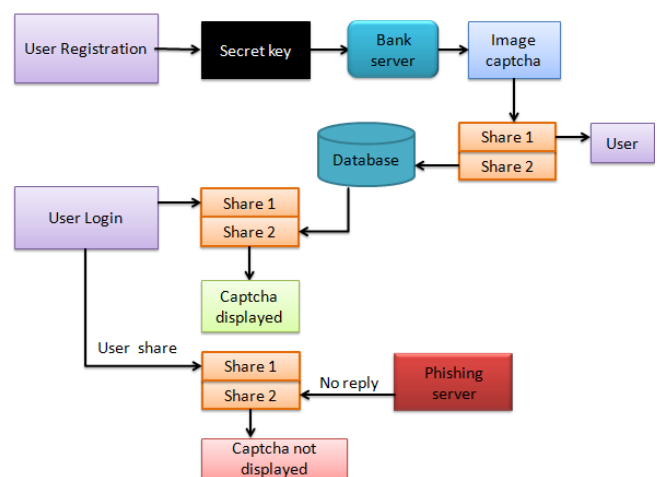 User Registration
Secret key
Bank
server
Image
captcha
Share 1
Share 2
User
Database
User Login
Share 1
Share 2
Captcha
displayed
User share
Share 1
Share 2
No reply
Phishing
server
Captcha not
displayed